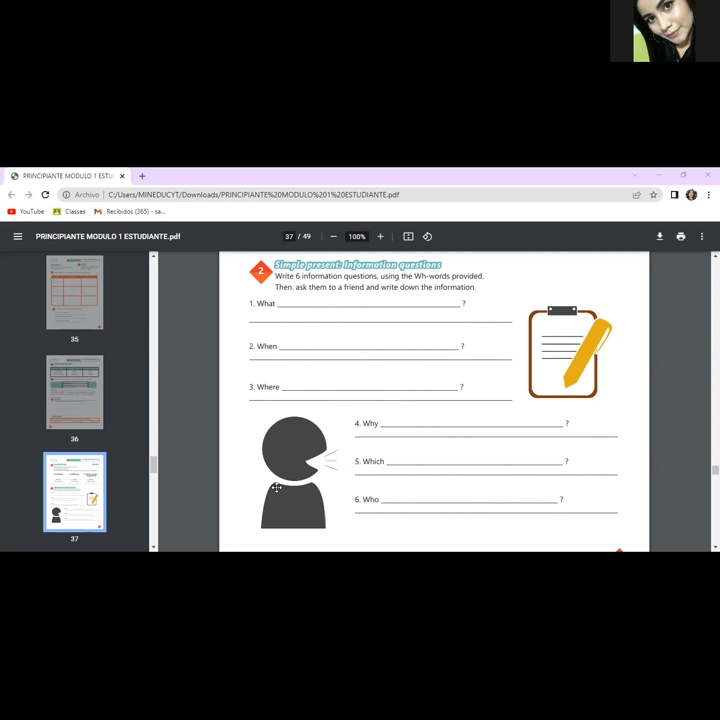 PRINCIPIANTE MODULO 1 ESTU
Archivo C:/Users/MINEDUCYT/Downloads/PRINCIPIANTE%20MODULO%201%20ESTUDIANTE.pdf
YouTube Classes Recibidos (365) - sa...
PRINCIPIANTE MODULO 1 ESTUDIANTE.pdf 37 / 49 100%
35
36
37
2 Simple present: Information questions
Write 6 information questions, using the Wh-words provided.
Then. ask them to a friend and write down the information.
1. What ?
2. When ?
3. Where ?
4. Why ?
5. Which ?
6. Who ?